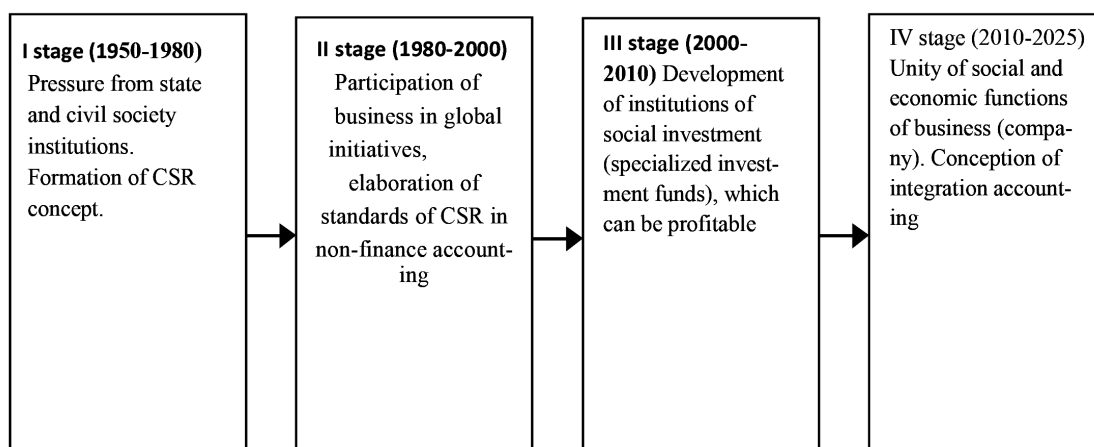 I stage (1950-1980)
Pressure from state
and civil society
institutions.
Formation of CSR
concept.
II stage (1980-2000)
Participation of
business in global
initiatives,
elaboration of
standards of CSR in
non-finance account-
ing
III stage (2000-
2010) Development
of institutions of
social investment
(specialized invest-
ment funds), which
can be profitable
IV stage (2010-2025)
Unity of social and
economic functions
of business (compa-
ny). Conception of
integration account-
ing